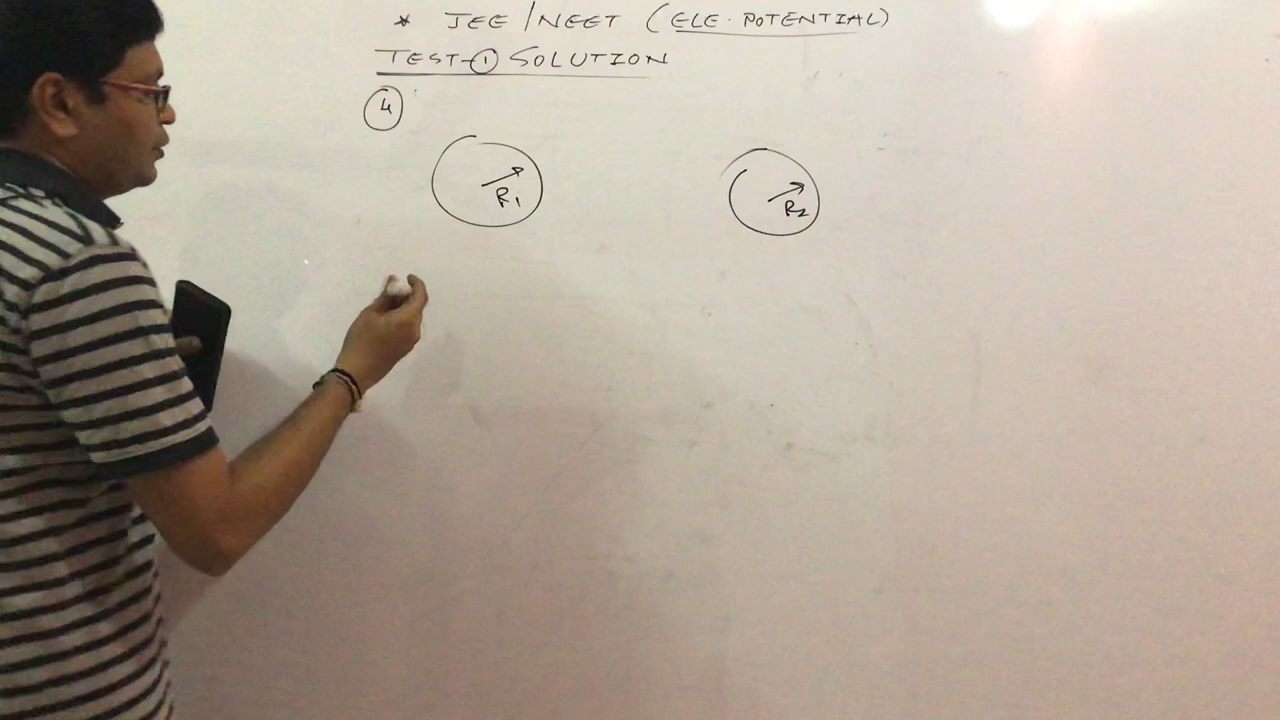 * JEE/NEET (ELE. POTENTIAL)
TEST-① SOLUTION
④
R₁
R₂